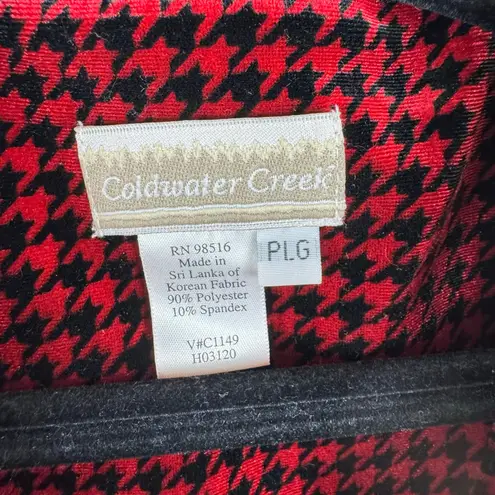 Coldwater Creek
RN 98516
Made in
Sri Lanka of
Korean Fabric
90% Polyester
10% Spandex
V#C1149
H03120
PLG